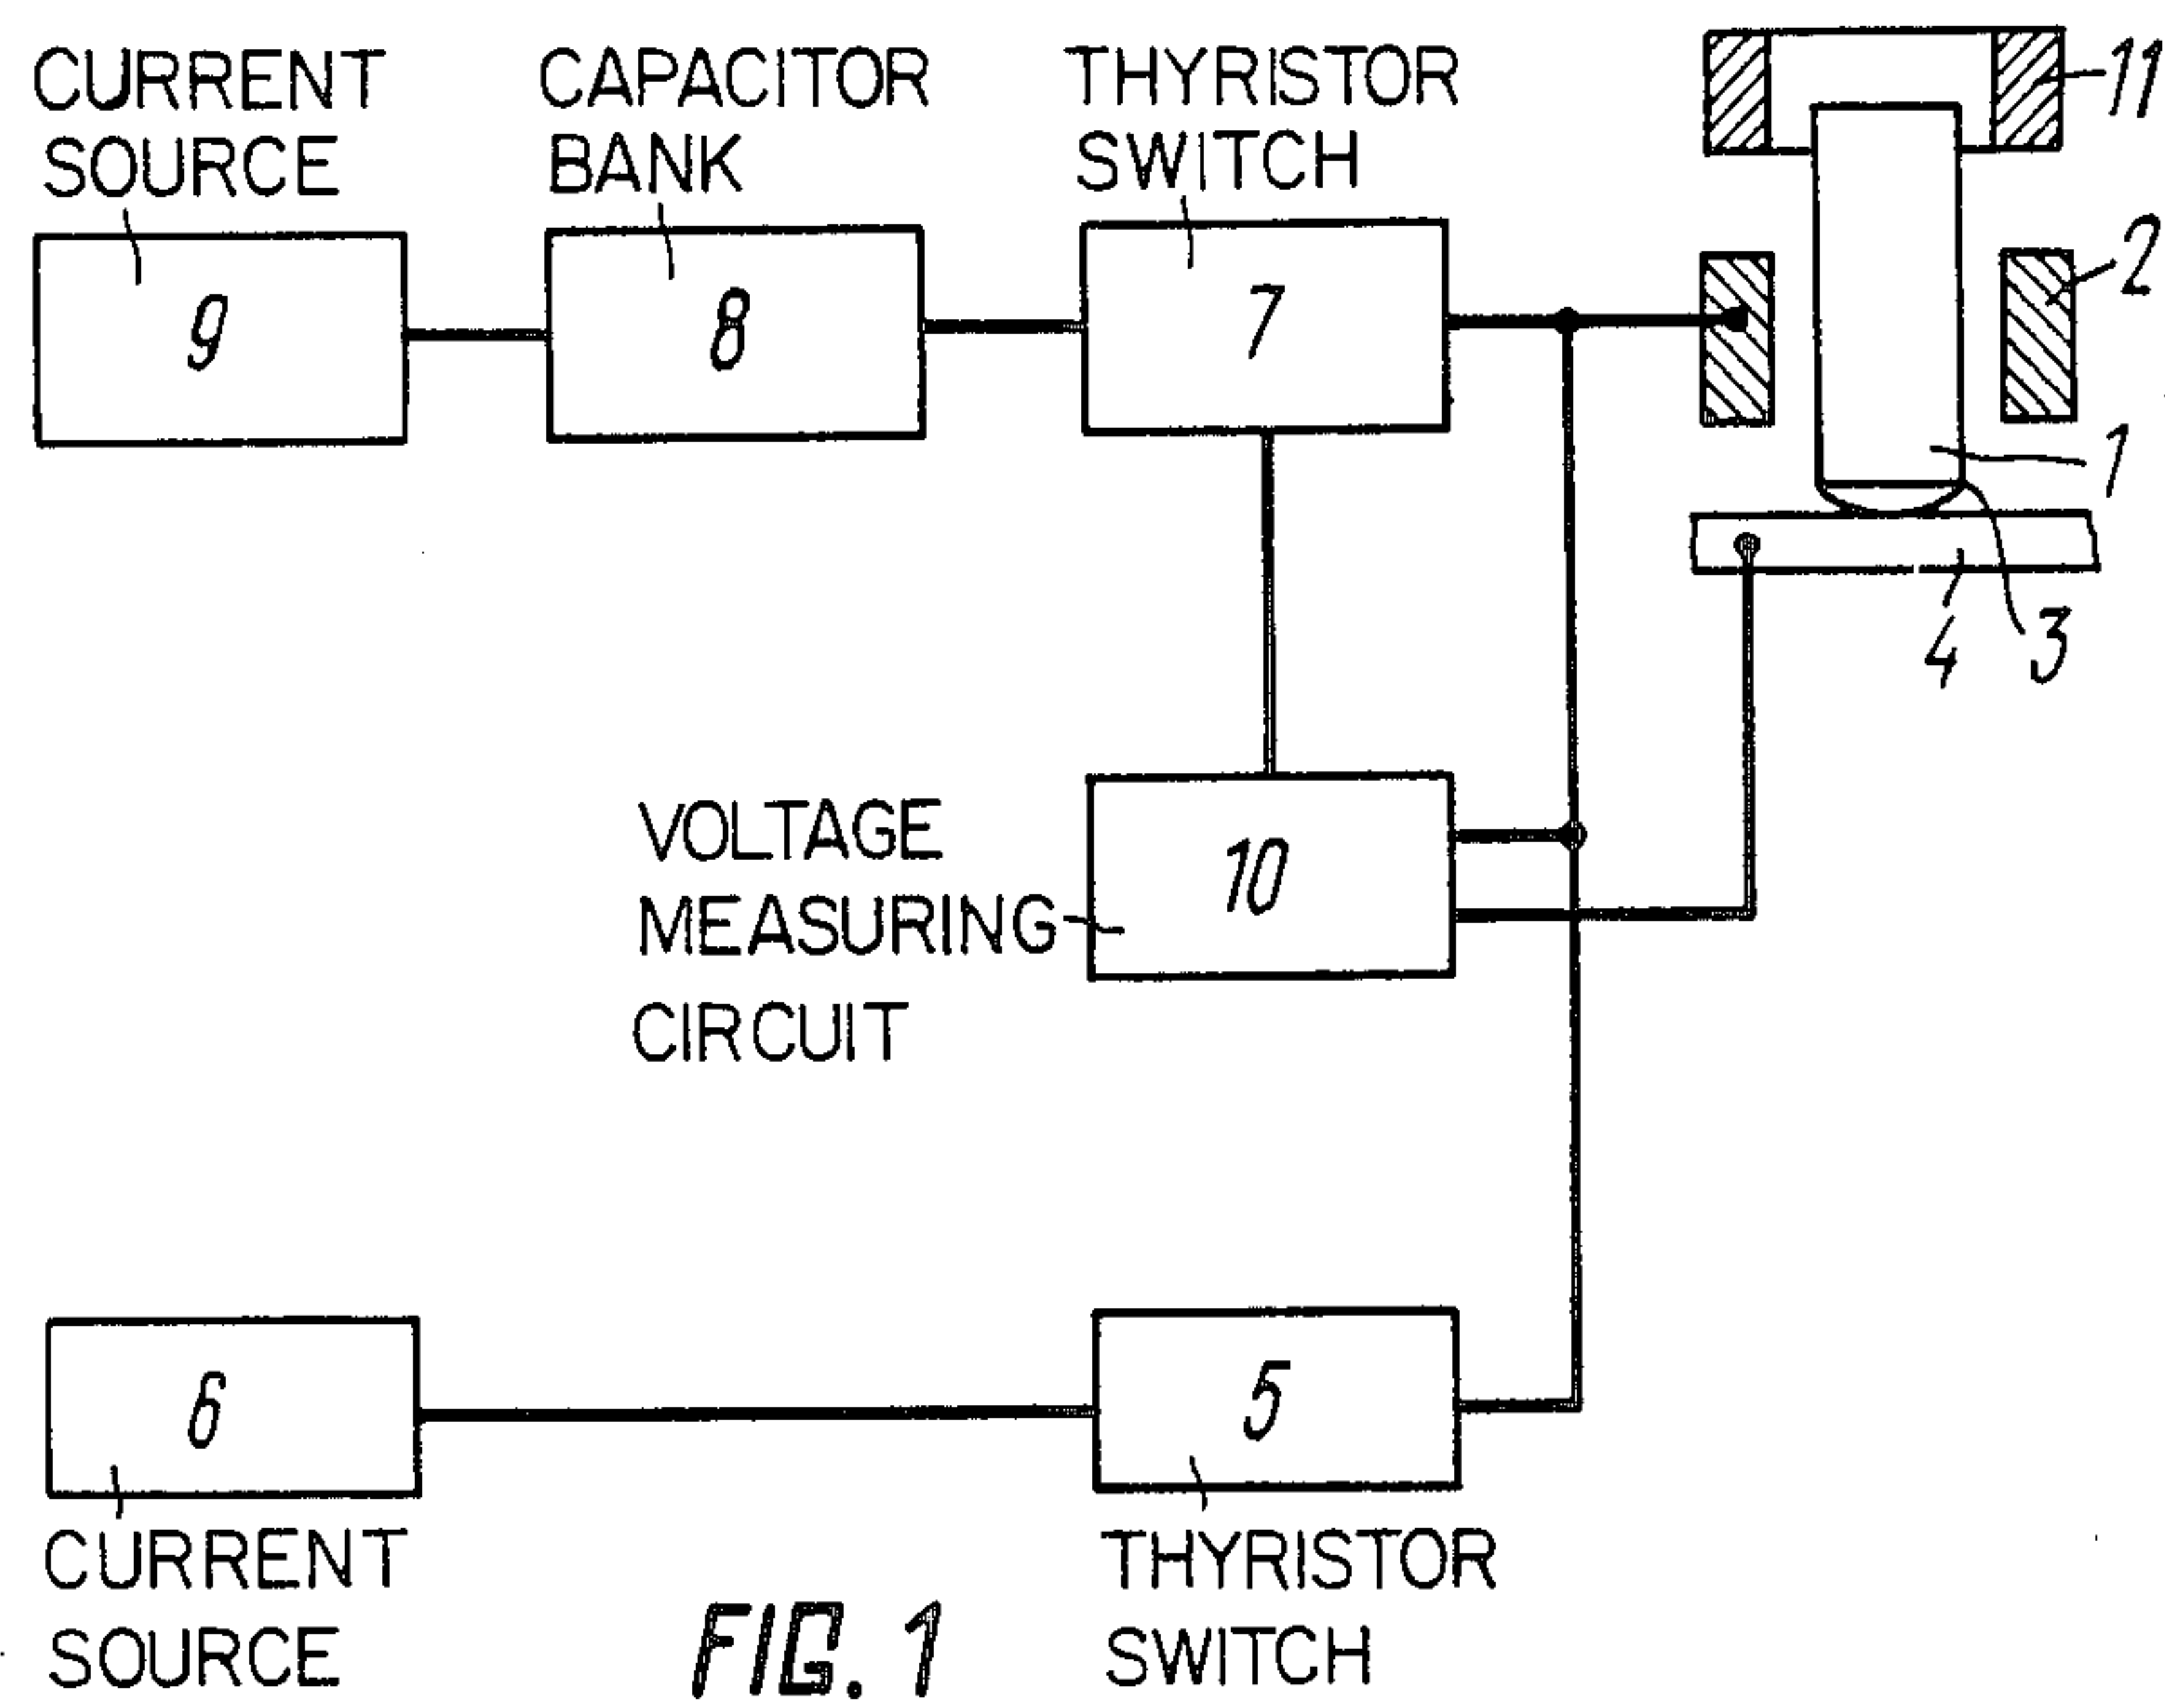 CURRENT
SOURCE
CAPACITOR
BANK
THYRISTOR
SWITCH
11
2
9
8
7
1
4
3
VOLTAGE
MEASURING
CIRCUIT
10
6
5
CURRENT
SOURCE
THYRISTOR
SWITCH
FIG. 1